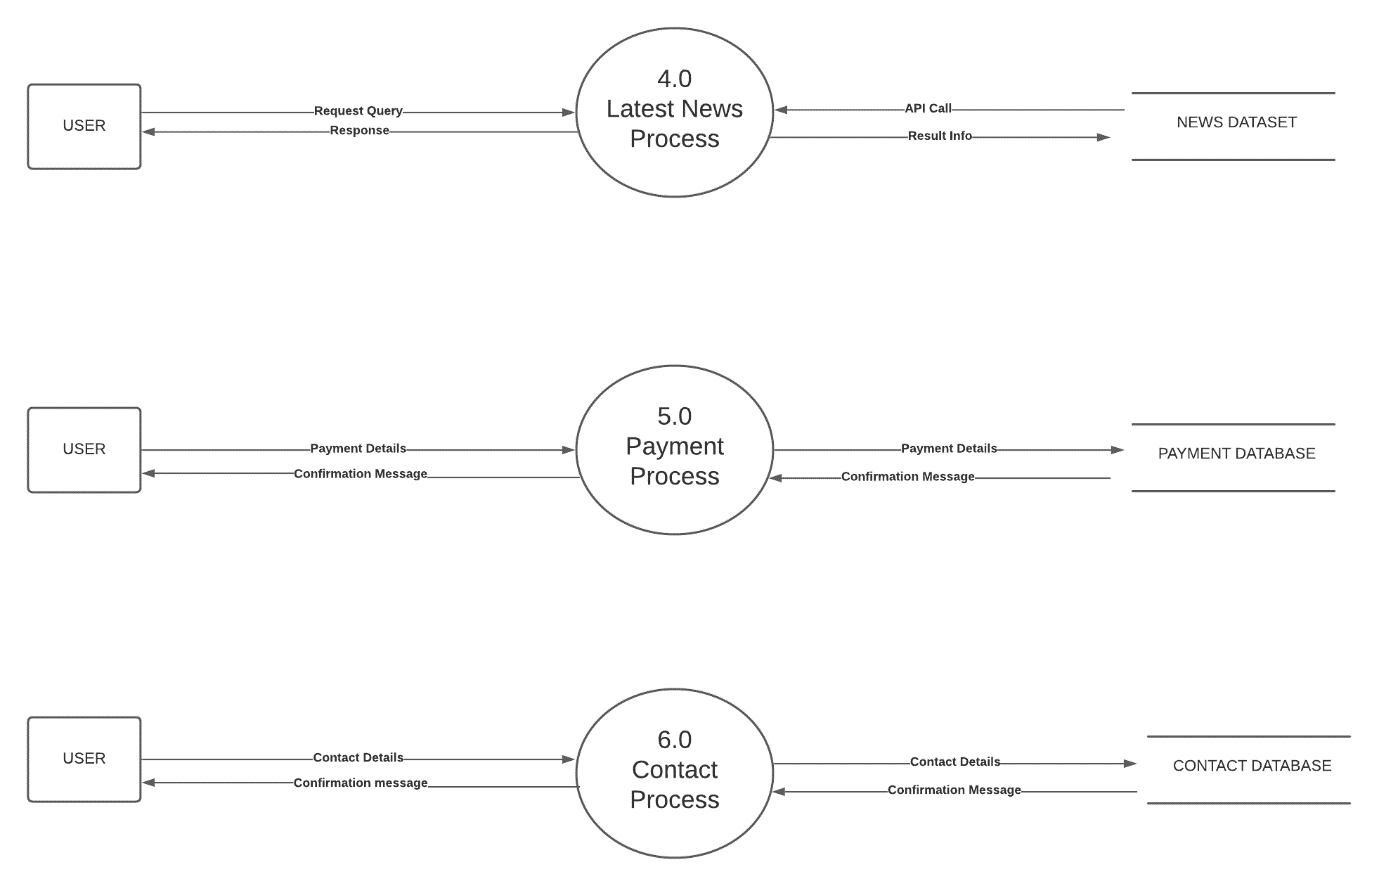 4.0
Latest News
Process
USER
Request Query
Response
API Call
Result Info
NEWS DATASET
5.0
Payment
Process
USER
Payment Details
Confirmation Message
Payment Details
Confirmation Message
PAYMENT DATABASE
6.0
Contact
Process
USER
Contact Details
Confirmation message
Contact Details
Confirmation Message
CONTACT DATABASE